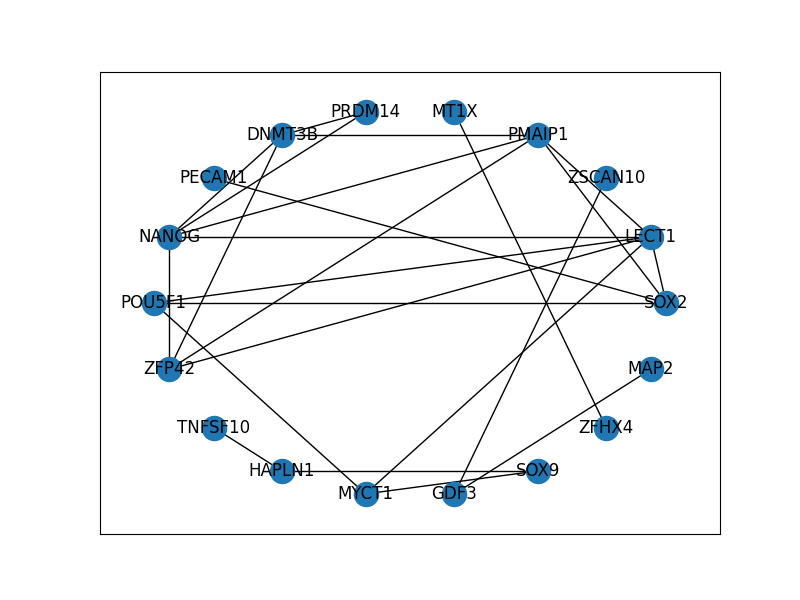 PRDM14
MT1X
DNMT3B
PMAIP1
PECAM1
ZSCAN10
NANOG
LECT1
POU5F1
SOX2
ZFP42
MAP2
TNFSF10
ZFHX4
HAPLN1
SOX9
MYCT1
GDF3